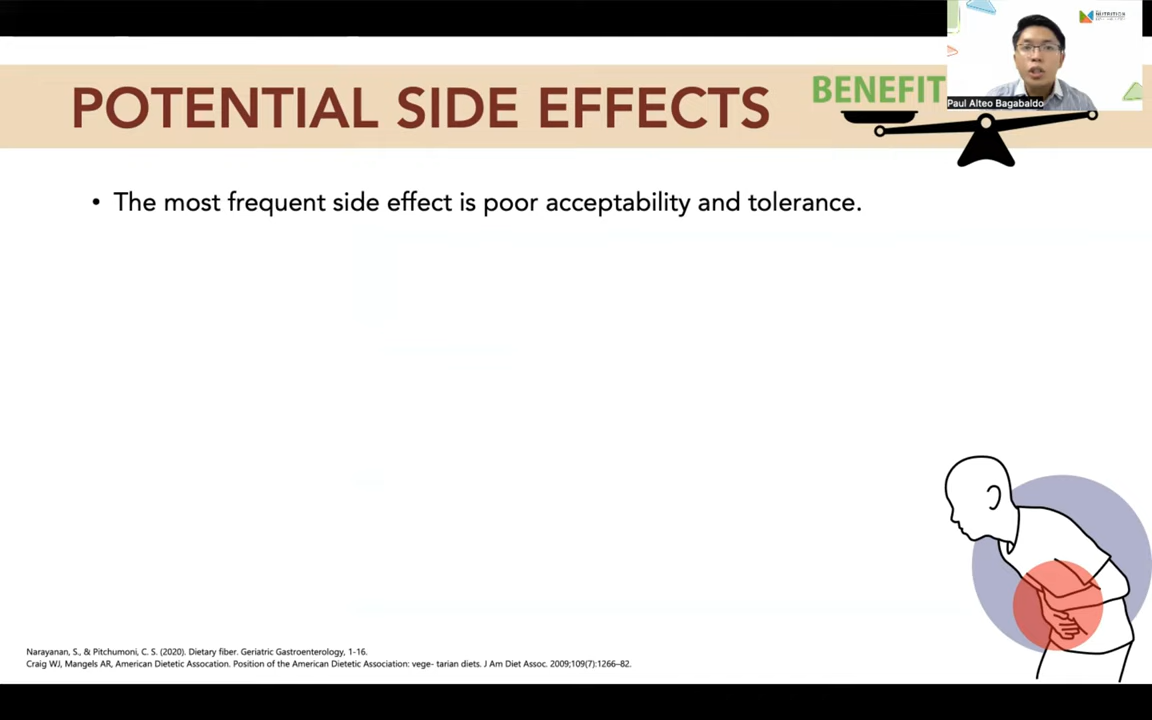 POTENTIAL SIDE EFFECTS
BENEFIT
NUTRITION
Paul Alteo Bagabaldo
• The most frequent side effect is poor acceptability and tolerance.
Narayanan, S., & Pitchumoni, C. S. (2020). Dietary fiber. Geriatric Gastroenterology, 1-16.
Craig WJ, Mangels AR, American Dietetic Assocation. Position of the American Dietetic Association: vege- tarian diets. J Am Diet Assoc. 2009;109(7):1266–82.